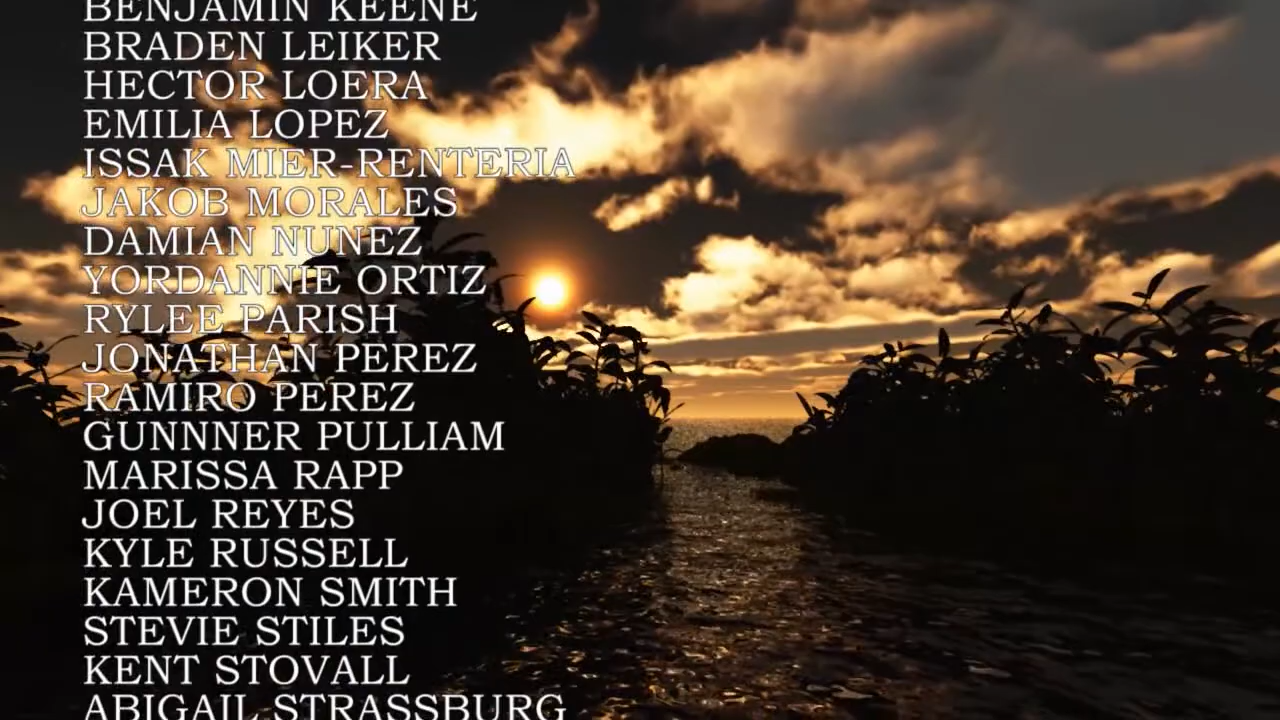 BENJAMIN KEENE
BRADEN LEIKER
HECTOR LOERA
EMILIA LOPEZ
ISSAK MIER-RENTERIA
JAKOB MORALES
DAMIAN NUNEZ
YORDANNIE ORTIZ
RYLEE PARISH
JONATHAN PEREZ
RAMIRO PEREZ
GUNNNER PULLIAM
MARISSA RAPP
JOEL REYES
KYLE RUSSELL
KAMERON SMITH
STEVIE STILES
KENT STOVALL
ABIGAIL STRASSBURG